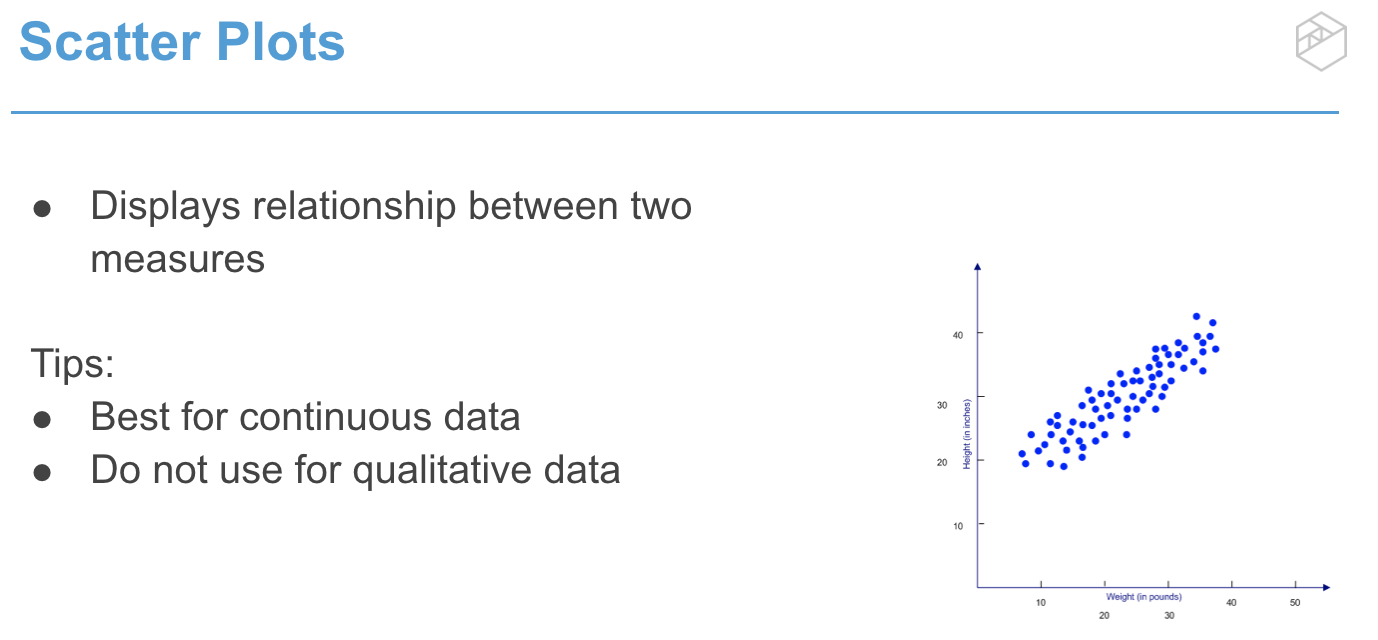 Scatter Plots
● Displays relationship between two
measures
Tips:
● Best for continuous data
● Do not use for qualitative data
40
30
20
10
Height (in inches)
10
20
30
40
50
Weight (in pounds)